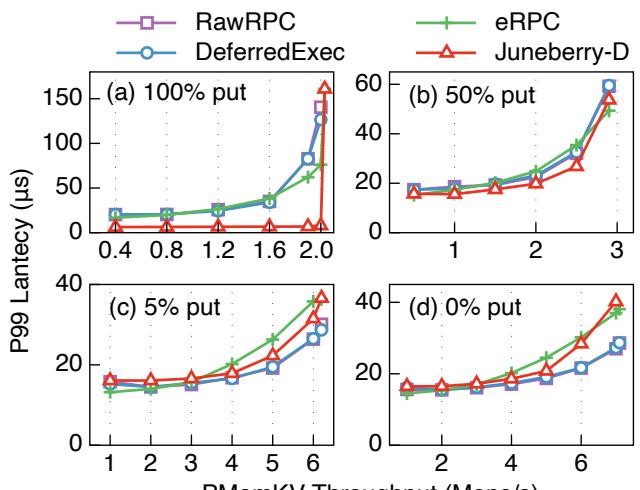 RawRPC
eRPC
DeferredExec
Juneberry-D
P99 Lantecy (μs)
(a) 100% put
150
100
50
0
0.4 0.8 1.2 1.6 2.0
(b) 50% put
60
40
20
0
1 2 3
(c) 5% put
40
20
0
1 2 3 4 5 6
(d) 0% put
40
20
0
2 4 6